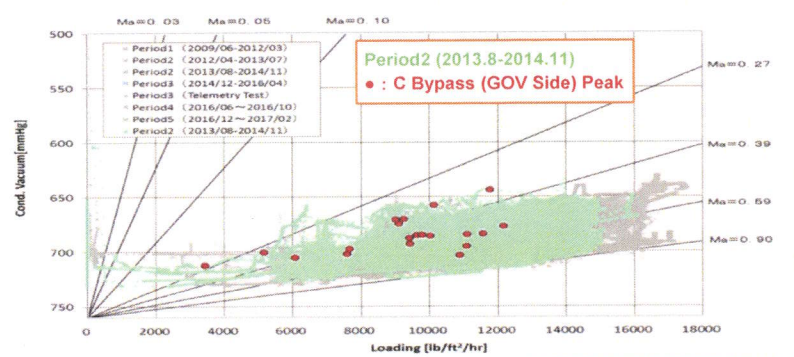 Ma=0.03 Ma=0.05 Ma=0.10
500
550
600
650
700
750
Cond. Vacuum[mmHg]
Period1 (2009/06-2012/03)
Period2 (2012/04-2013/07)
Period2 (2013/08-2014/11)
Period3 (2014/12-2016/04)
Period3 (Telemetry Test)
Period4 (2016/06~2016/10)
Period5 (2016/12~2017/02)
Period2 (2013/08-2014/11)
Period2 (2013.8-2014.11)
: C Bypass (GOV Side) Peak
Ma=0.27
Ma=0.39
Ma=0.59
Ma=0.90
0 2000 4000 6000 8000 10000 12000 14000 16000 18000
Loading [lb/ft²/hr]